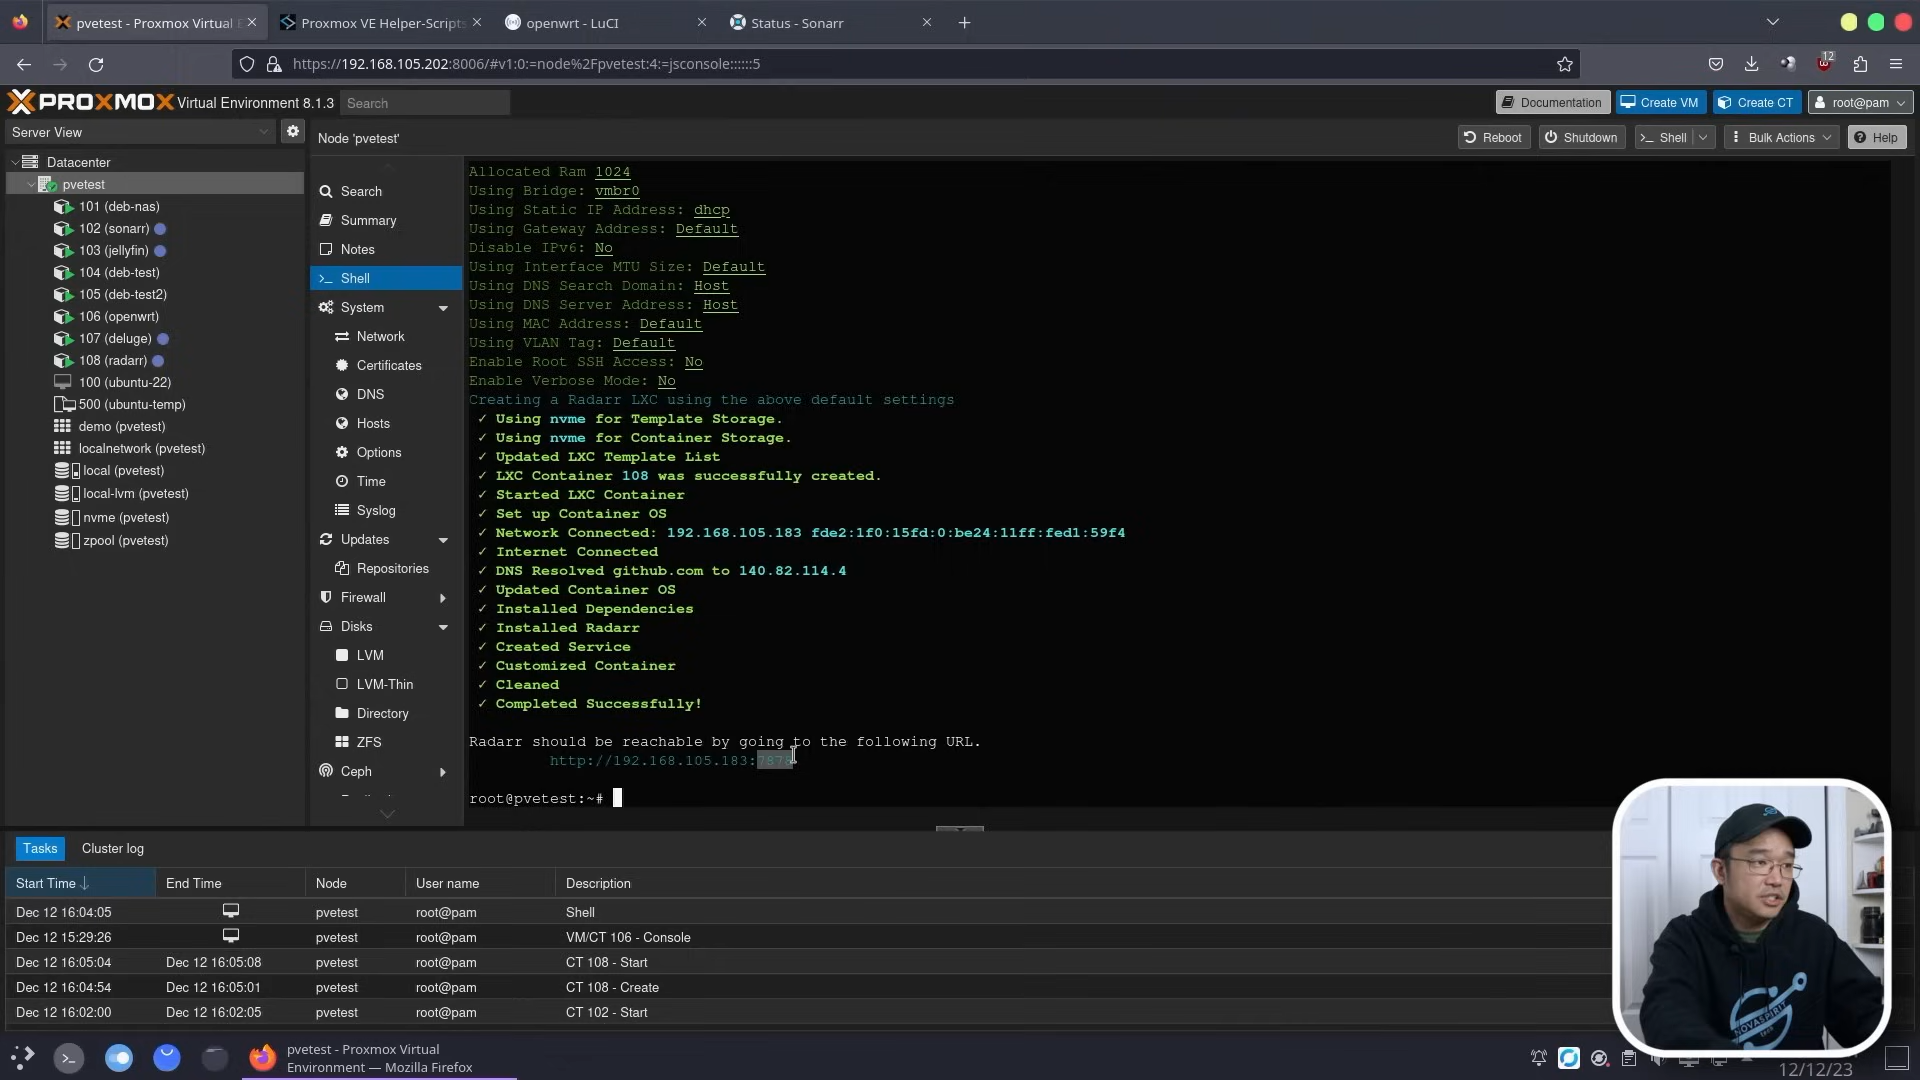 pvetest - Proxmox Virtual
Proxmox VE Helper-Scripts
openwrt - LuCI
Status - Sonarr
https://192.168.105.202:8006/#v1:0:=node%2Fpvetest:4:=jsconsole::::::5
12
PROXMOX Virtual Environment 8.1.3
Search
Documentation
Create VM
Create CT
root@pam
Server View
Node 'pvetest'
Reboot
Shutdown
Shell
Bulk Actions
Help
Datacenter
pvetest
101 (deb-nas)
102 (sonarr)
103 (jellyfin)
104 (deb-test)
105 (deb-test2)
106 (openwrt)
107 (deluge)
108 (radarr)
100 (ubuntu-22)
500 (ubuntu-temp)
demo (pvetest)
localnetwork (pvetest)
local (pvetest)
local-lvm (pvetest)
nvme (pvetest)
zpool (pvetest)
Search
Summary
Notes
Shell
System
Network
Certificates
DNS
Hosts
Options
Time
Syslog
Updates
Repositories
Firewall
Disks
LVM
LVM-Thin
Directory
ZFS
Ceph
Allocated Ram 1024
Using Bridge: vmbr0
Using Static IP Address: dhcp
Using Gateway Address: Default
Disable IPv6: No
Using Interface MTU Size: Default
Using DNS Search Domain: Host
Using DNS Server Address: Host
Using MAC Address: Default
Using VLAN Tag: Default
Enable Root SSH Access: No
Enable Verbose Mode: No
Creating a Radarr LXC using the above default settings
✓ Using nvme for Template Storage.
✓ Using nvme for Container Storage.
✓ Updated LXC Template List
✓ LXC Container 108 was successfully created.
✓ Started LXC Container
✓ Set up Container OS
✓ Network Connected: 192.168.105.183 fde2:1f0:15fd:0:be24:11ff:fed1:59f4
✓ Internet Connected
✓ DNS Resolved github.com to 140.82.114.4
✓ Updated Container OS
✓ Installed Dependencies
✓ Installed Radarr
✓ Created Service
✓ Customized Container
✓ Cleaned
✓ Completed Successfully!
Radarr should be reachable by going to the following URL.
http://192.168.105.183:7878
root@pvetest:~#
Tasks
Cluster log
Start Time
End Time
Node
User name
Description
Dec 12 16:04:05 pvetest root@pam Shell
Dec 12 15:29:26 pvetest root@pam VM/CT 106 - Console
Dec 12 16:05:04 Dec 12 16:05:08 pvetest root@pam CT 108 - Start
Dec 12 16:04:54 Dec 12 16:05:01 pvetest root@pam CT 108 - Create
Dec 12 16:02:00 Dec 12 16:02:05 pvetest root@pam CT 102 - Start
NOVASPIRIT
pvetest - Proxmox Virtual
Environment — Mozilla Firefox
12/12/23